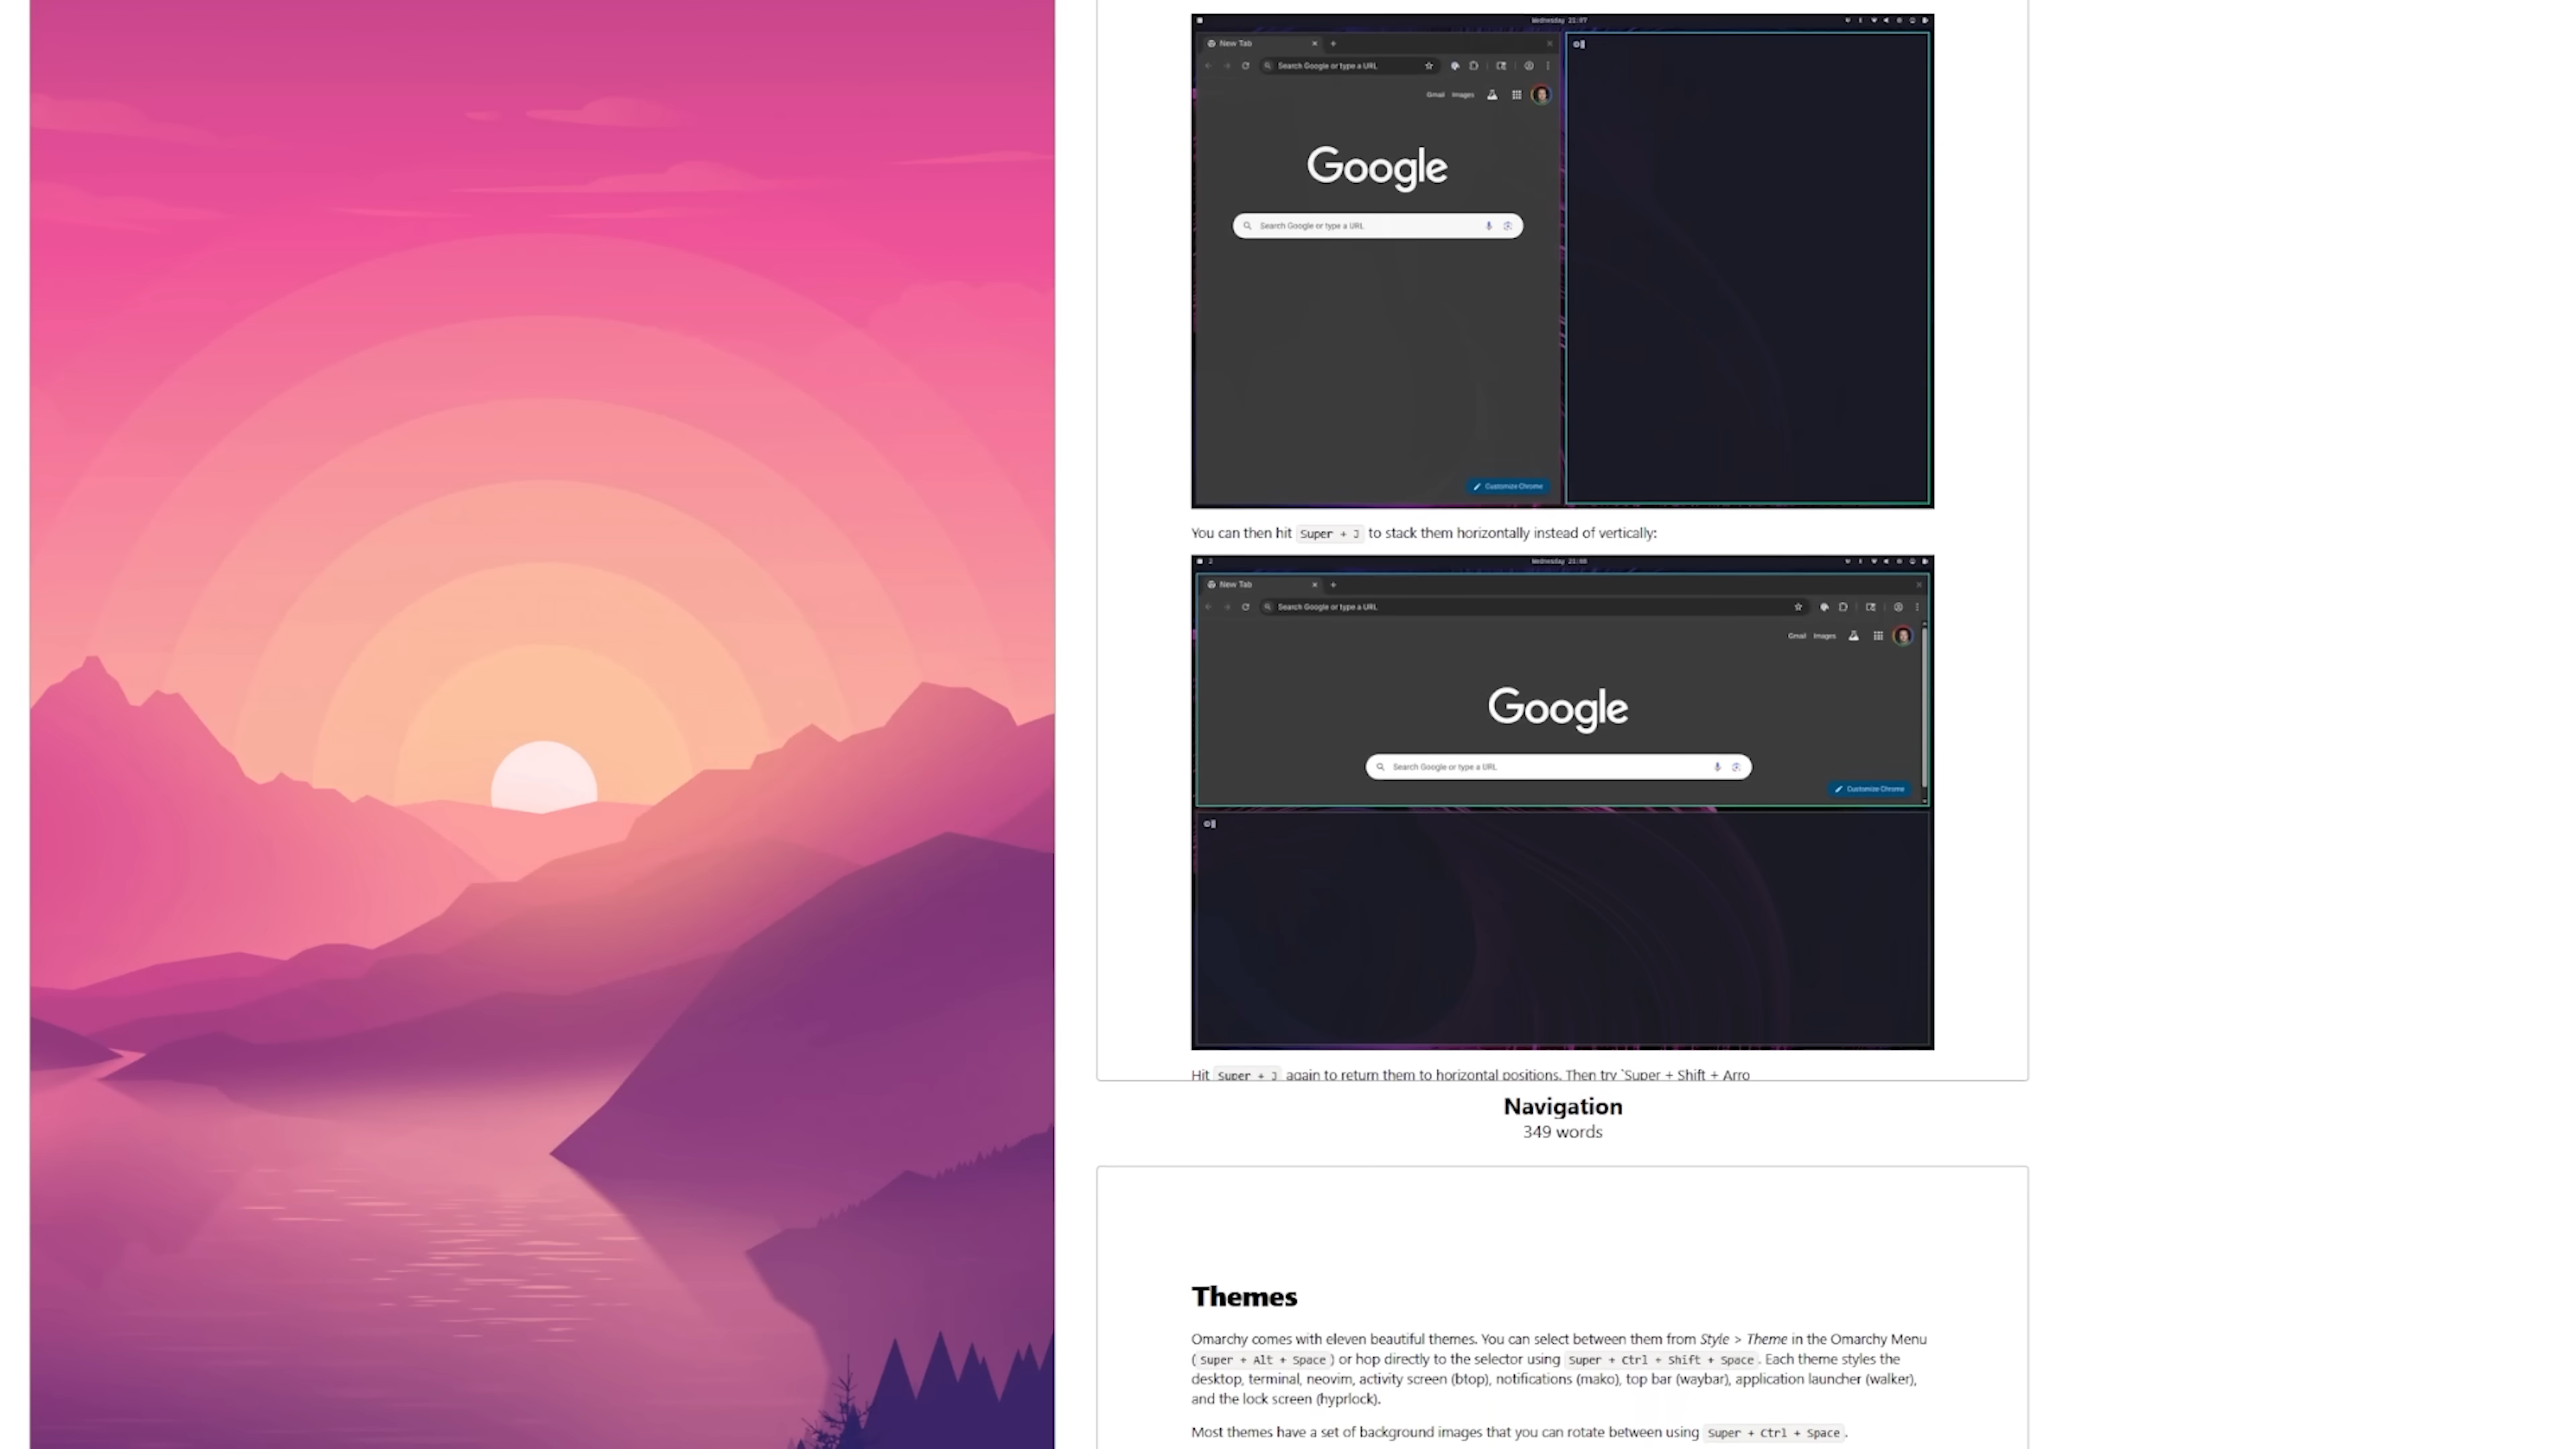 Wednesday 21:07
New Tab
Search Google or type a URL
Gmail Images
Google
Search Google or type a URL
Customize Chrome
You can then hit Super + J to stack them horizontally instead of vertically:
2
Wednesday 21:08
New Tab
Search Google or type a URL
Gmail Images
Google
Search Google or type a URL
Customize Chrome
Hit Super + J again to return them to horizontal positions. Then try `Super + Shift + Arro
Navigation
349 words
Themes
Omarchy comes with eleven beautiful themes. You can select between them from Style > Theme in the Omarchy Menu
( Super + Alt + Space ) or hop directly to the selector using Super + Ctrl + Shift + Space . Each theme styles the
desktop, terminal, neovim, activity screen (btop), notifications (mako), top bar (waybar), application launcher (walker),
and the lock screen (hyprlock).
Most themes have a set of background images that you can rotate between using Super + Ctrl + Space .